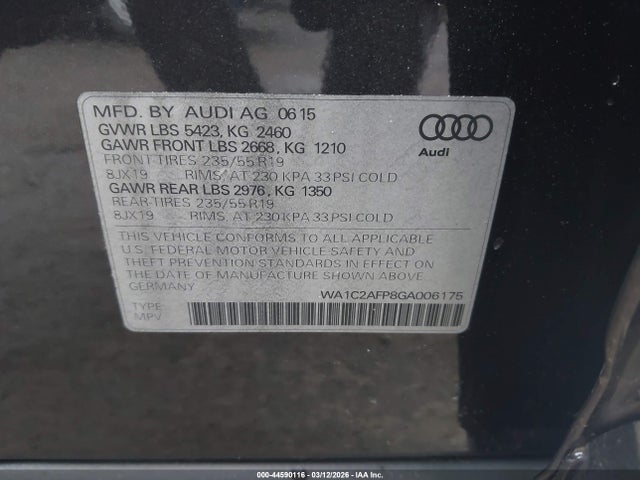 MFD. BY AUDI AG 06 15
GVWR LBS 5423, KG 2460
GAWR FRONT LBS 2668, KG 1210
FRONT TIRES 235/55 R19
8JX19 RIMS, AT 230 KPA 33 PSI COLD
GAWR REAR LBS 2976, KG 1350
REAR TIRES 235/55 R19
8JX19 RIMS, AT 230 KPA 33 PSI COLD
Audi
THIS VEHICLE CONFORMS TO ALL APPLICABLE
U.S. FEDERAL MOTOR VEHICLE SAFETY AND
THEFT PREVENTION STANDARDS IN EFFECT ON
THE DATE OF MANUFACTURE SHOWN ABOVE.
GERMANY
WA1C2AFP8GA006175
TYPE:
MPV
000-44590116 - 03/12/2026 - IAA Inc.